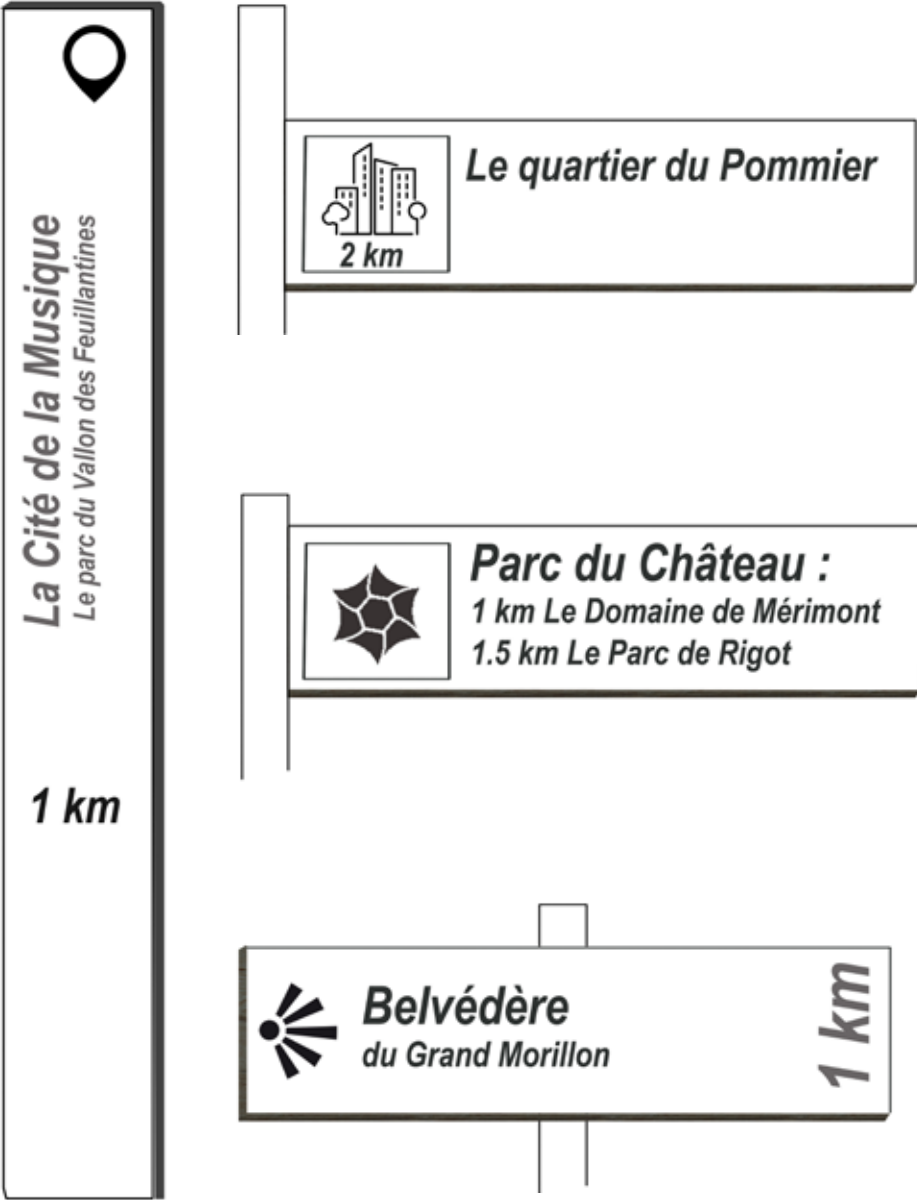 La Cité de la Musique
Le parc du Vallon des Feuillantines
1 km
Le quartier du Pommier
2 km
Parc du Château :
1 km Le Domaine de Mérimont
1.5 km Le Parc de Rigot
Belvédère
du Grand Morillon
1 km